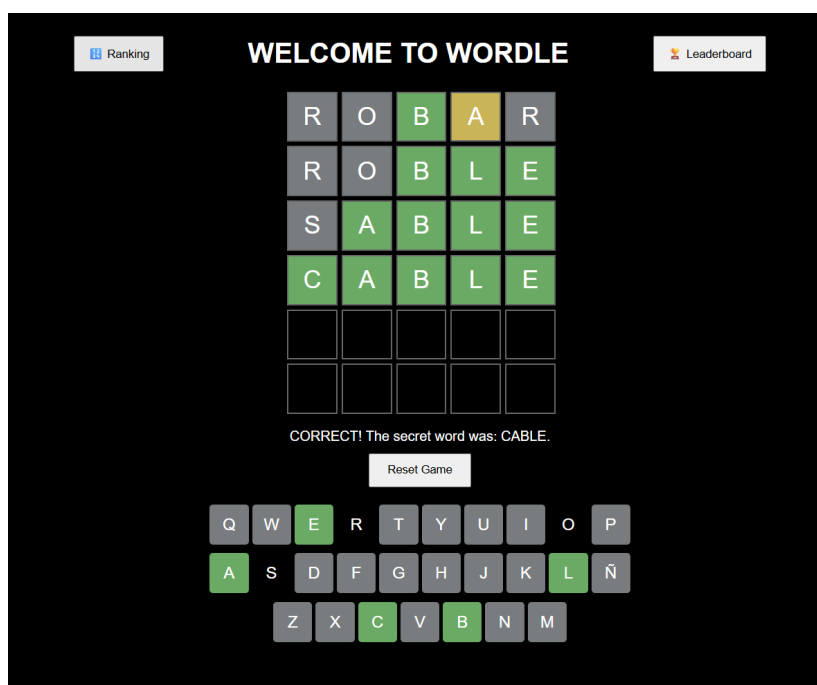 Ranking
WELCOME TO WORDLE
Leaderboard
R O B A R
R O B L E
S A B L E
C A B L E
CORRECT! The secret word was: CABLE.
Reset Game
Q W E R T Y U I O P
A S D F G H J K L Ñ
Z X C V B N M